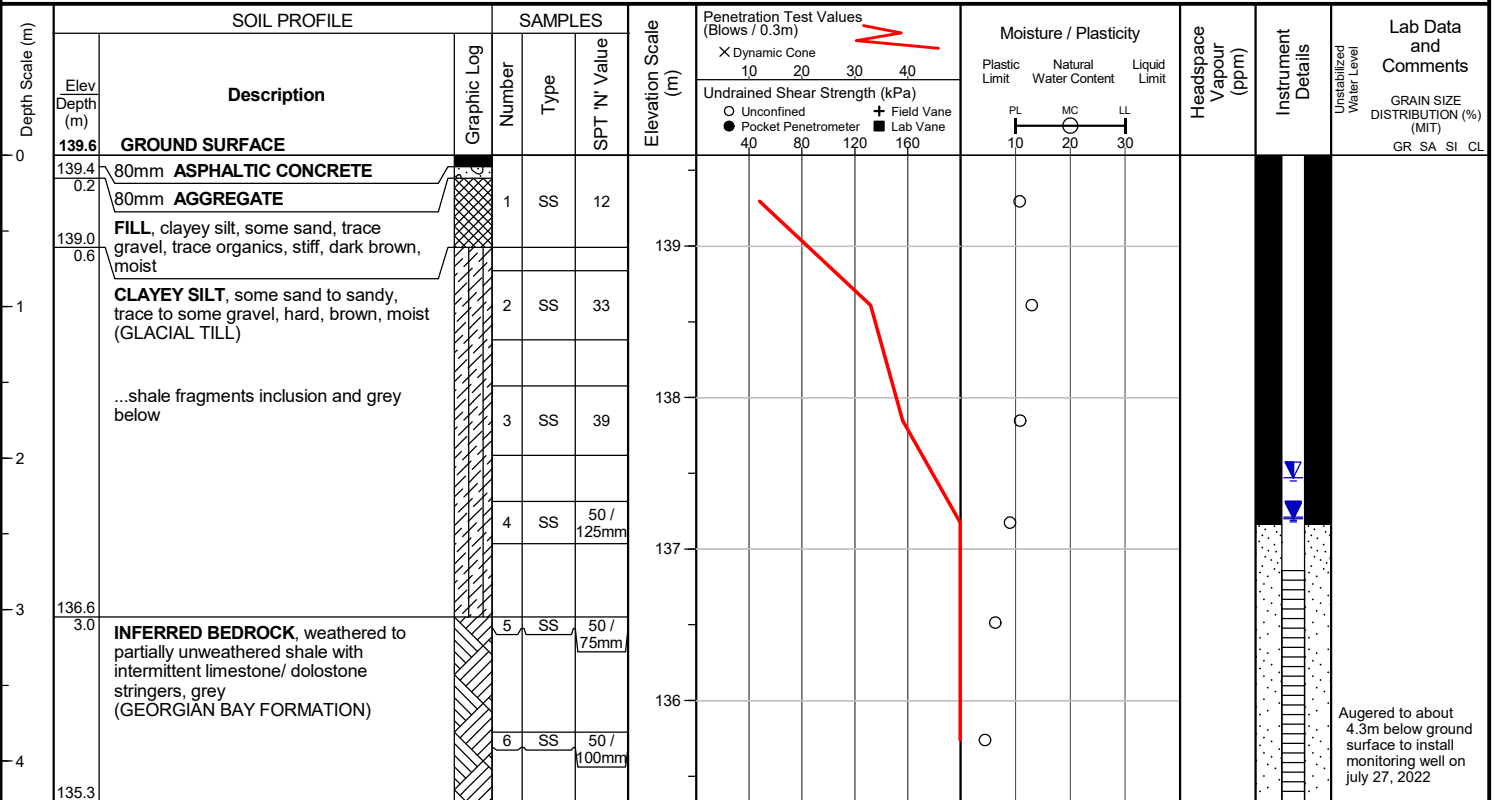 SOIL PROFILE
SAMPLES
Depth Scale (m)
Elev
Depth
(m)
Description
Graphic Log
Number
Type
SPT 'N' Value
Elevation Scale
(m)
Penetration Test Values
(Blows / 0.3m)
× Dynamic Cone
10 20 30 40
Undrained Shear Strength (kPa)
Unconfined
Field Vane
Pocket Penetrometer
Lab Vane
40 80 120 160
Moisture / Plasticity
Plastic
Limit
Natural
Water Content
Liquid
Limit
PL MC LL
10 20 30
Headspace
Vapour
(ppm)
Instrument
Details
Unstabilized
Water Level
Lab Data
and
Comments
GRAIN SIZE
DISTRIBUTION (%)
(MIT)
GR SA SI CL
139.6 GROUND SURFACE
0
139.4 80mm ASPHALTIC CONCRETE
0.2
80mm AGGREGATE
1 SS 12
FILL, clayey silt, some sand, trace
gravel, trace organics, stiff, dark brown,
moist
139.0
0.6
139
CLAYEY SILT, some sand to sandy,
trace to some gravel, hard, brown, moist
(GLACIAL TILL)
1
2 SS 33
...shale fragments inclusion and grey
below
138
3 SS 39
2
4 SS 50 /
125mm
137
3
136.6
3.0
5 SS 50 /
75mm
INFERRED BEDROCK, weathered to
partially unweathered shale with
intermittent limestone/ dolostone
stringers, grey
(GEORGIAN BAY FORMATION)
136
6 SS 50 /
100mm
4
135.3
Augered to about
4.3m below ground
surface to install
monitoring well on
july 27, 2022